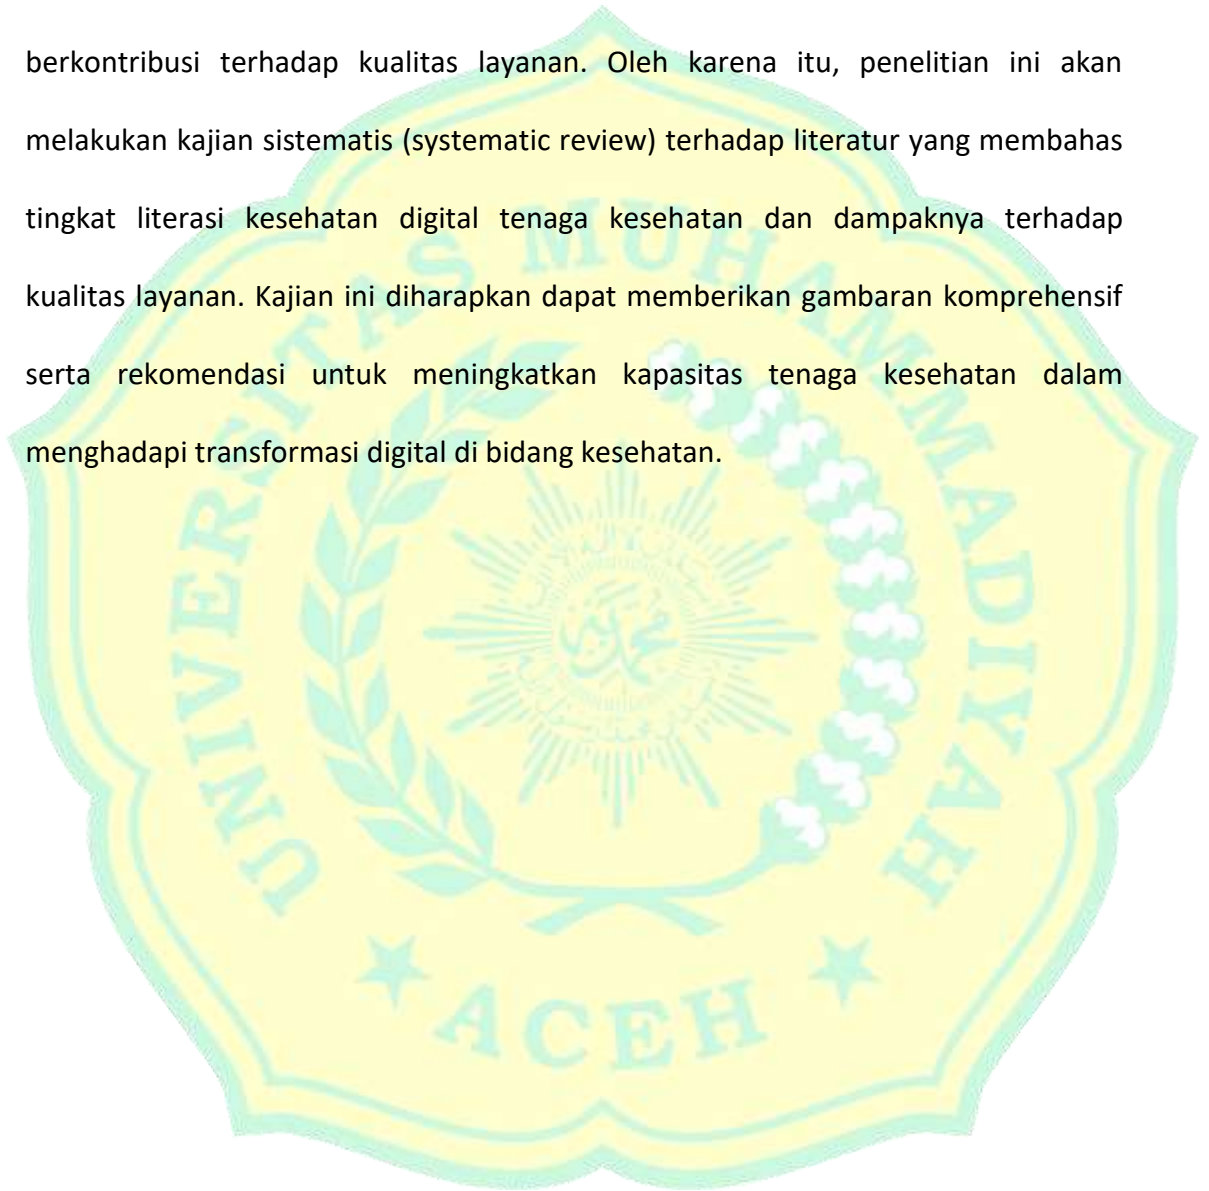 berkontribusi terhadap kualitas layanan. Oleh karena itu, penelitian ini akan
melakukan kajian sistematis (systematic review) terhadap literatur yang membahas
tingkat literasi kesehatan digital tenaga kesehatan dan dampaknya terhadap
kualitas layanan. Kajian ini diharapkan dapat memberikan gambaran komprehensif
serta rekomendasi untuk meningkatkan kapasitas tenaga kesehatan dalam
menghadapi transformasi digital di bidang kesehatan.
UNIVERSITAS MUHAMMADIYAH
ACEH